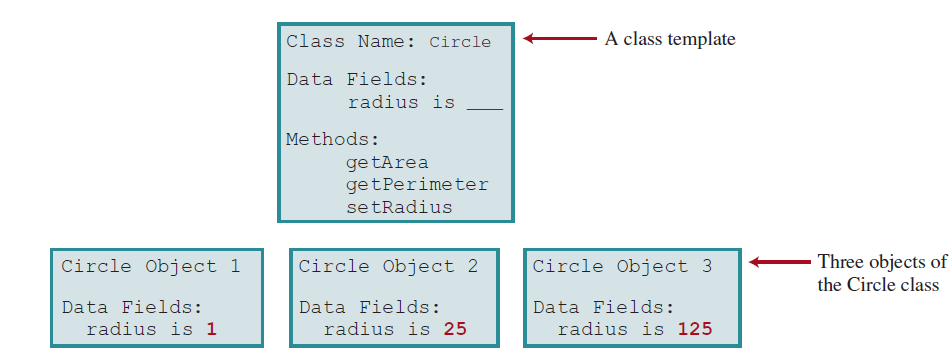 Class Name: Circle
A class template
Data Fields:
radius is ___
Methods:
getArea
getPerimeter
setRadius
Circle Object 1
Data Fields:
radius is 1
Circle Object 2
Data Fields:
radius is 25
Circle Object 3
Data Fields:
radius is 125
Three objects of
the Circle class